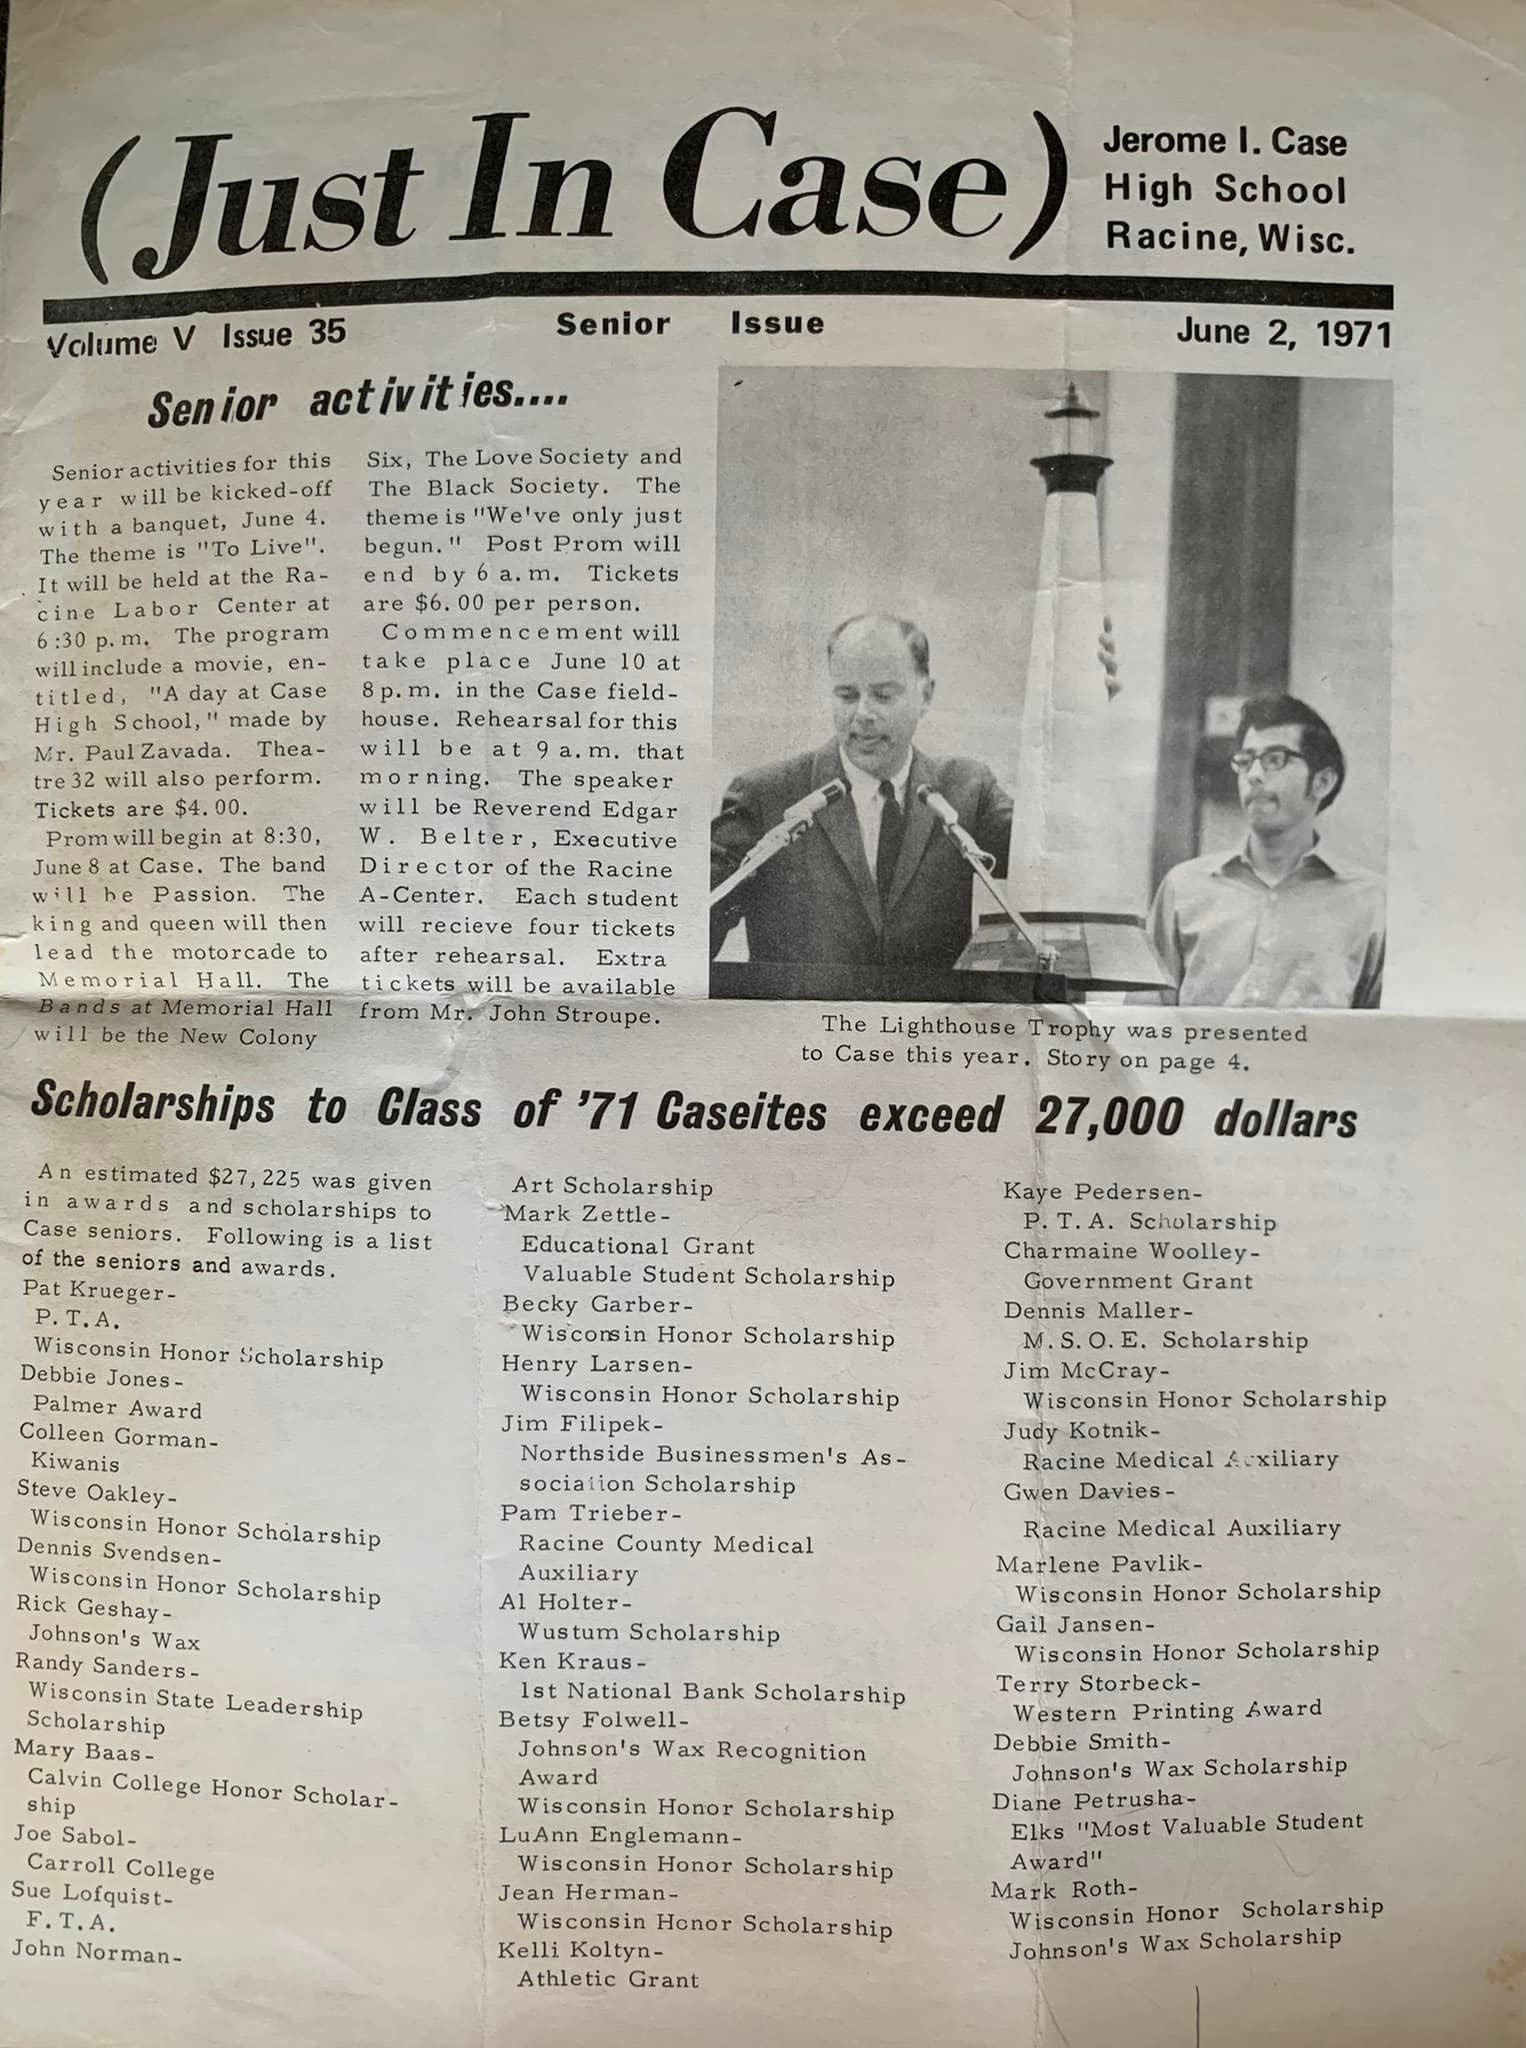 (Just In Case)
Jerome I. Case
High School
Racine, Wisc.
Volume V Issue 35
Senior Issue
June 2, 1971
Senior activities....
Senior activities for this
year will be kicked-off
with a banquet, June 4.
The theme is "To Live".
It will be held at the Ra-
cine Labor Center at
6:30 p.m. The program
will include a movie, en-
titled, "A day at Case
High School," made by
Mr. Paul Zavada. Thea-
tre 32 will also perform.
Tickets are $4.00.
Prom will begin at 8:30,
June 8 at Case. The band
will be Passion. The
king and queen will then
lead the motorcade to
Memorial Hall. The
Bands at Memorial Hall
will be the New Colony
Six, The Love Society and
The Black Society. The
theme is "We've only just
begun." Post Prom will
end by 6 a.m. Tickets
are $6.00 per person.
Commencement will
take place June 10 at
8 p.m. in the Case field-
house. Rehearsal for this
will be at 9 a.m. that
morning. The speaker
will be Reverend Edgar
W. Belter, Executive
Director of the Racine
A-Center. Each student
will recieve four tickets
after rehearsal. Extra
tickets will be available
from Mr. John Stroupe.
The Lighthouse Trophy was presented
to Case this year. Story on page 4.
Scholarships to Class of '71 Caseites exceed 27,000 dollars
An estimated $27,225 was given
in awards and scholarships to
Case seniors. Following is a list
of the seniors and awards.
Pat Krueger-
P.T.A.
Wisconsin Honor Scholarship
Debbie Jones-
Palmer Award
Colleen Gorman-
Kiwanis
Steve Oakley-
Wisconsin Honor Scholarship
Dennis Svendsen-
Wisconsin Honor Scholarship
Rick Geshay-
Johnson's Wax
Randy Sanders-
Wisconsin State Leadership
Scholarship
Mary Baas-
Calvin College Honor Scholar-
ship
Joe Sabol-
Carroll College
Sue Lofquist-
F.T.A.
John Norman-
Art Scholarship
Mark Zettle-
Educational Grant
Valuable Student Scholarship
Becky Garber-
Wisconsin Honor Scholarship
Henry Larsen-
Wisconsin Honor Scholarship
Jim Filipek-
Northside Businessmen's As-
sociation Scholarship
Pam Trieber-
Racine County Medical
Auxiliary
Al Holter-
Wustum Scholarship
Ken Kraus-
1st National Bank Scholarship
Betsy Folwell-
Johnson's Wax Recognition
Award
Wisconsin Honor Scholarship
LuAnn Englemann-
Wisconsin Honor Scholarship
Jean Herman-
Wisconsin Honor Scholarship
Kelli Koltyn-
Athletic Grant
Kaye Pedersen-
P.T.A. Scholarship
Charmaine Woolley-
Government Grant
Dennis Maller-
M.S.O.E. Scholarship
Jim McCray-
Wisconsin Honor Scholarship
Judy Kotnik-
Racine Medical Auxiliary
Gwen Davies-
Racine Medical Auxiliary
Marlene Pavlik-
Wisconsin Honor Scholarship
Gail Jansen-
Wisconsin Honor Scholarship
Terry Storbeck-
Western Printing Award
Debbie Smith-
Johnson's Wax Scholarship
Diane Petrusha-
Elks "Most Valuable Student
Award"
Mark Roth-
Wisconsin Honor Scholarship
Johnson's Wax Scholarship